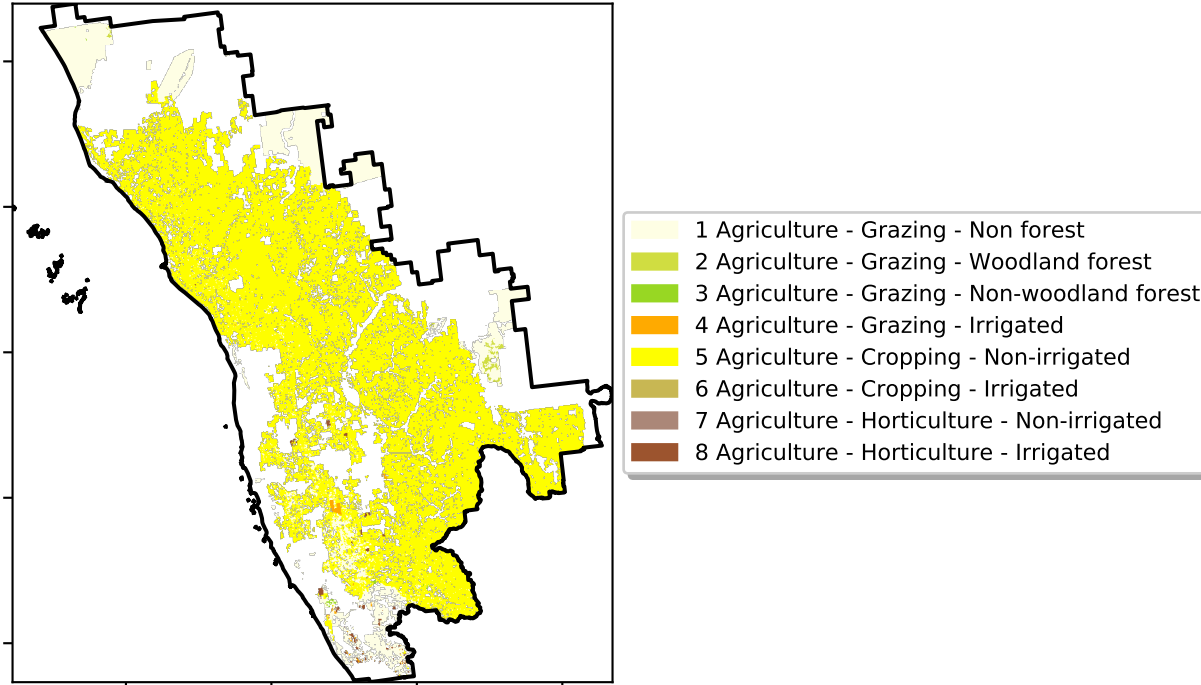 1 Agriculture - Grazing - Non forest
2 Agriculture - Grazing - Woodland forest
3 Agriculture - Grazing - Non-woodland forest
4 Agriculture - Grazing - Irrigated
5 Agriculture - Cropping - Non-irrigated
6 Agriculture - Cropping - Irrigated
7 Agriculture - Horticulture - Non-irrigated
8 Agriculture - Horticulture - Irrigated